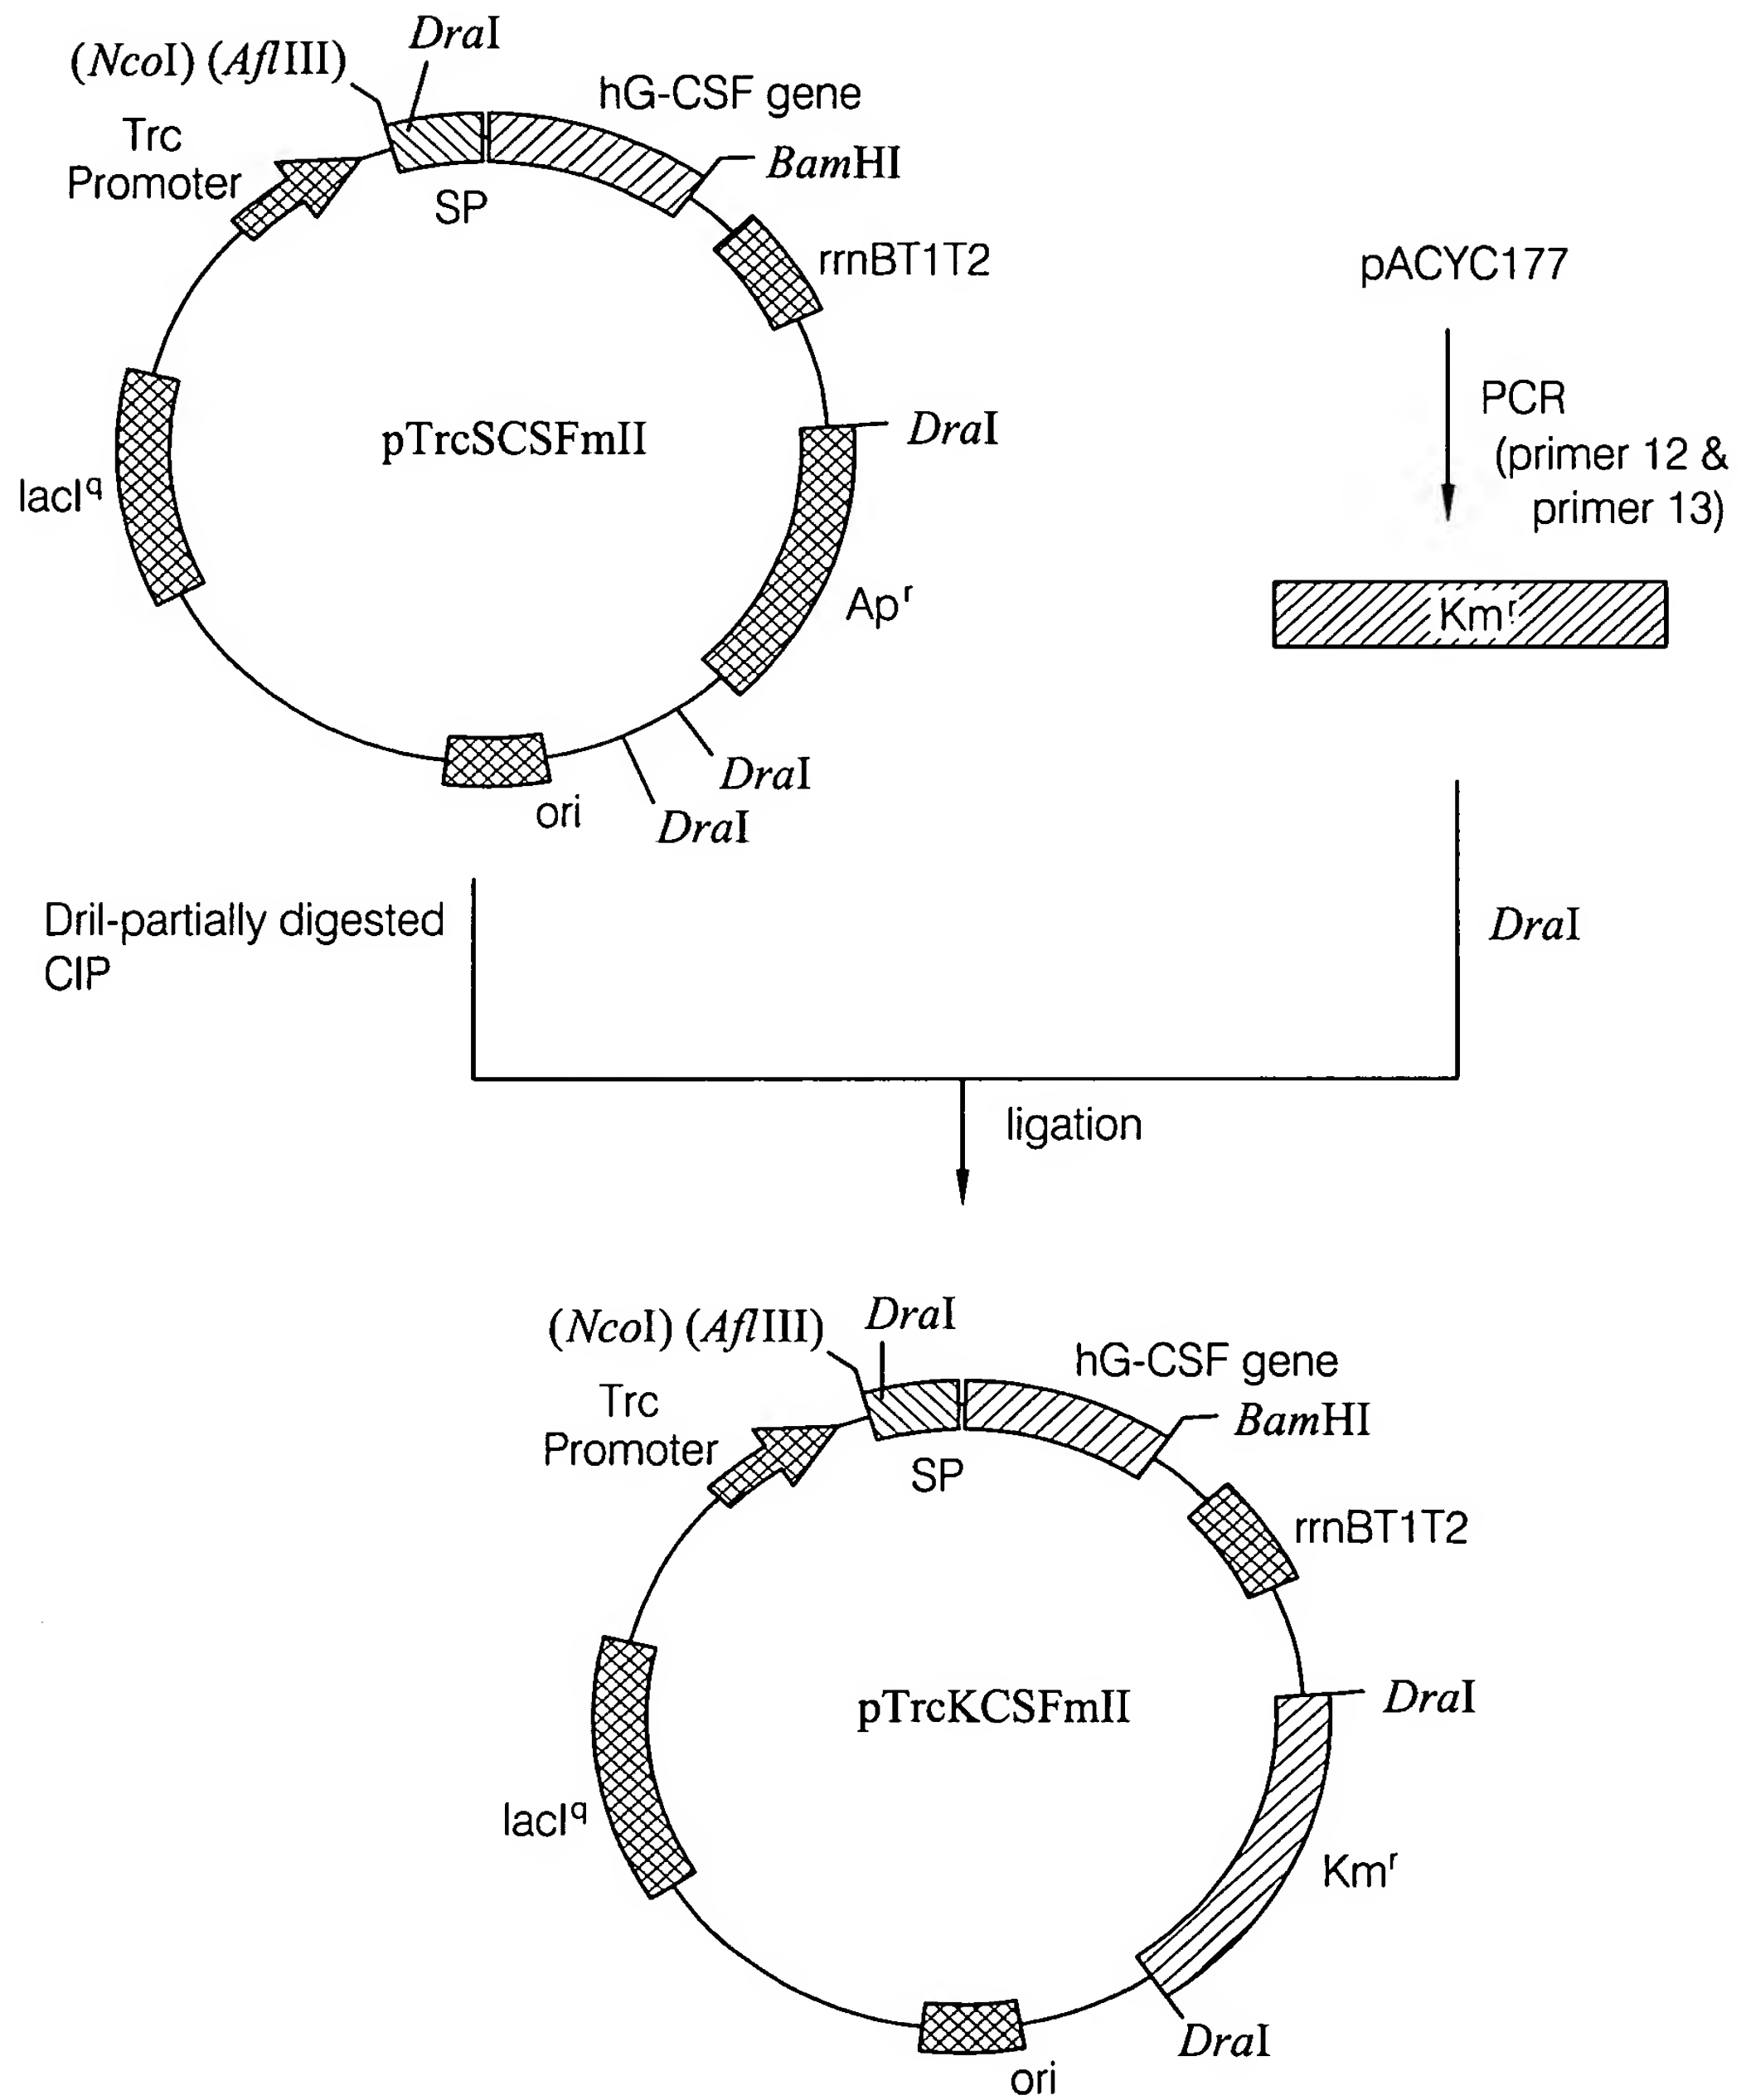 DraI
(NcoI) (AflIII)
hG-CSF gene
Trc
Promoter
BamHI
SP
rrnBT1T2
pACYC177
PCR
(primer 12 &
primer 13)
DraI
pTrcSCSFmII
lacIq
Apr
Kmr
DraI
DraI
ori
Dril-partially digested
CIP
DraI
ligation
(NcoI) (AflIII)
DraI
hG-CSF gene
Trc
Promoter
BamHI
SP
rrnBT1T2
pTrcKCSFmII
DraI
lacIq
Kmr
DraI
ori